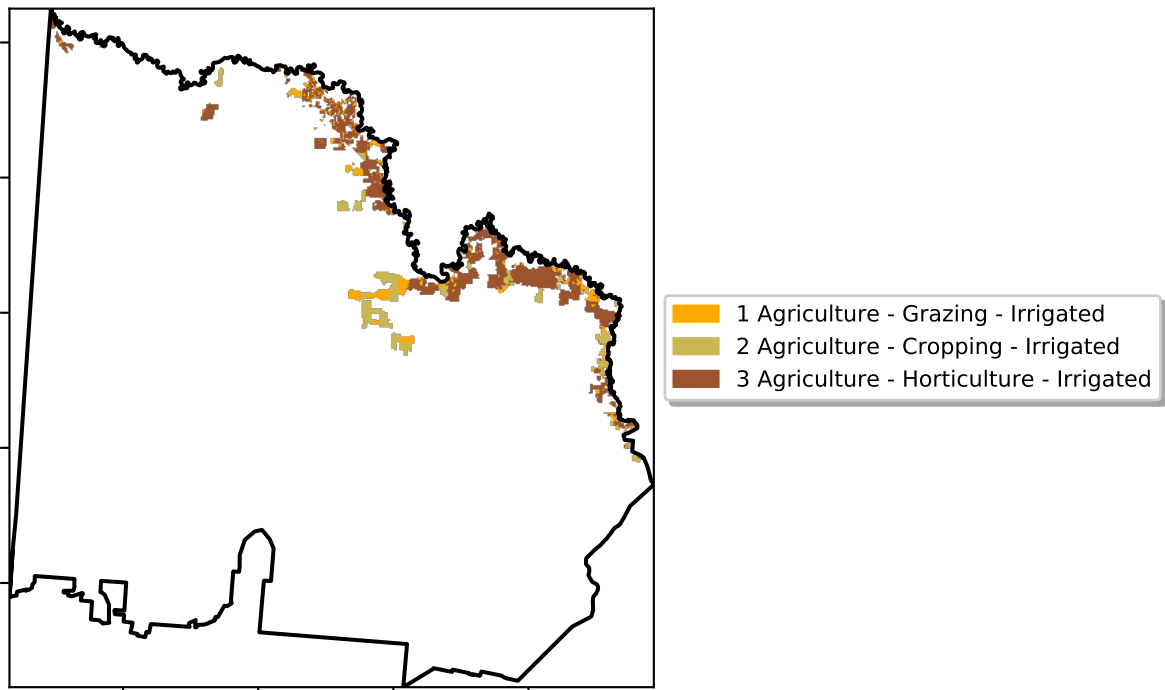 1 Agriculture - Grazing - Irrigated
2 Agriculture - Cropping - Irrigated
3 Agriculture - Horticulture - Irrigated